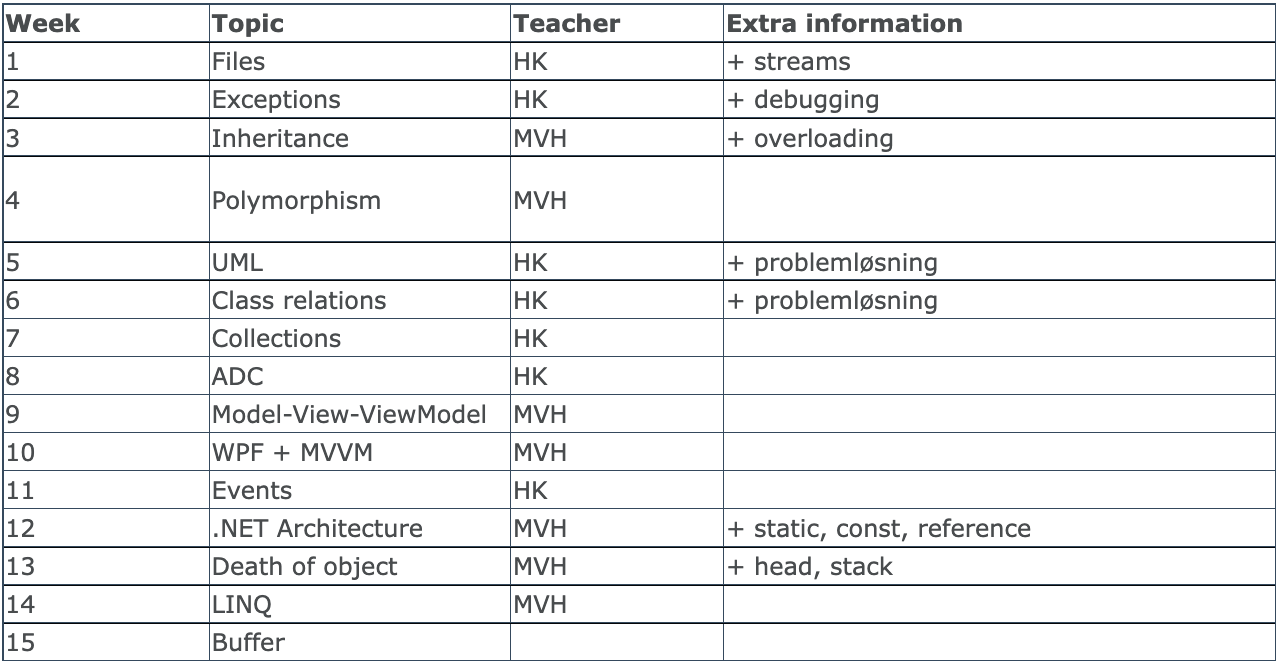 Week Topic Teacher Extra information
1 Files HK + streams
2 Exceptions HK + debugging
3 Inheritance MVH + overloading
4 Polymorphism MVH
5 UML HK + problemløsning
6 Class relations HK + problemløsning
7 Collections HK
8 ADC HK
9 Model-View-ViewModel MVH
10 WPF + MVVM MVH
11 Events HK
12 .NET Architecture MVH + static, const, reference
13 Death of object MVH + head, stack
14 LINQ MVH
15 Buffer